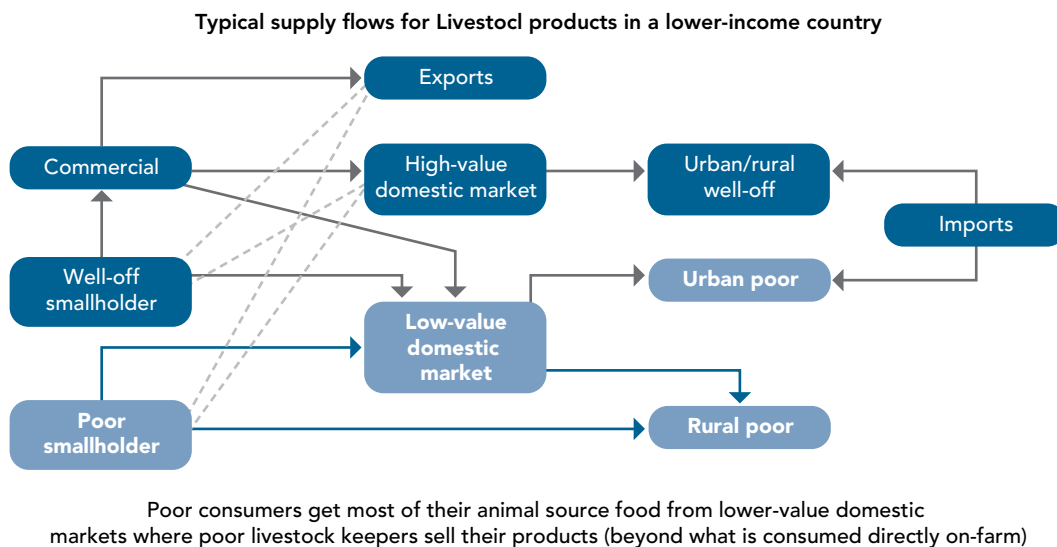 Typical supply flows for Livestocl products in a lower-income country
Exports
Commercial
High-value
domestic market
Urban/rural
well-off
Imports
Well-off
smallholder
Urban poor
Low-value
domestic
market
Poor
smallholder
Rural poor
Poor consumers get most of their animal source food from lower-value domestic
markets where poor livestock keepers sell their products (beyond what is consumed directly on-farm)